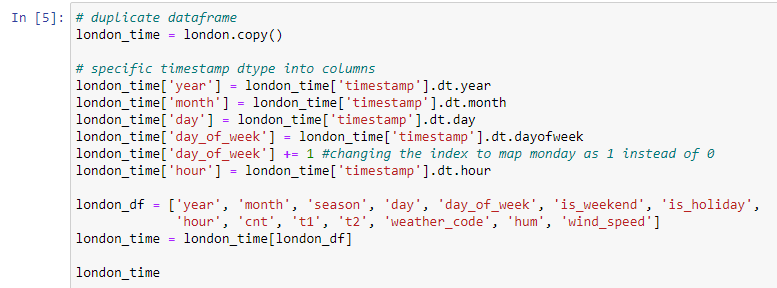 In [5]: # duplicate dataframe
london_time = london.copy()
# specific timestamp dtype into columns
london_time['year'] = london_time['timestamp'].dt.year
london_time['month'] = london_time['timestamp'].dt.month
london_time['day'] = london_time['timestamp'].dt.day
london_time['day_of_week'] = london_time['timestamp'].dt.dayofweek
london_time['day_of_week'] += 1 #changing the index to map monday as 1 instead of 0
london_time['hour'] = london_time['timestamp'].dt.hour
london_df = ['year', 'month', 'season', 'day', 'day_of_week', 'is_weekend', 'is_holiday',
'hour', 'cnt', 't1', 't2', 'weather_code', 'hum', 'wind_speed']
london_time = london_time[london_df]
london_time